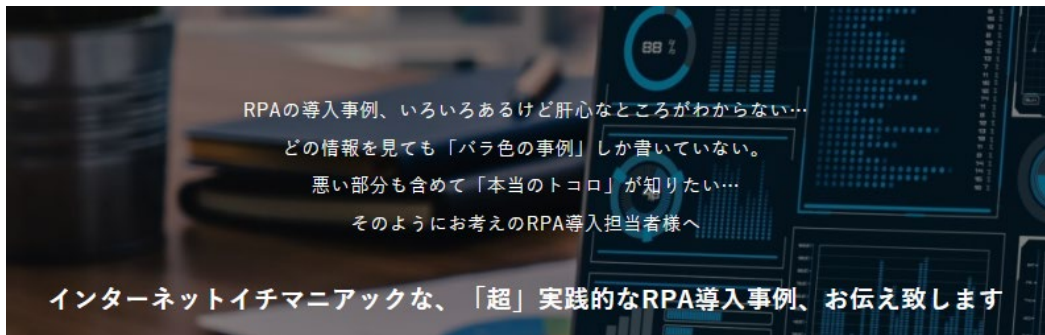 RPAの導入事例、いろいろあるけど肝心なところがわからない…
どの情報を見ても「バラ色の事例」しか書いていない。
悪い部分も含めて「本当のトコロ」が知りたい…
そのようにお考えのRPA導入担当者様へ
インターネットイチマニアックな、「超」実践的なRPA導入事例、お伝え致します
88 %